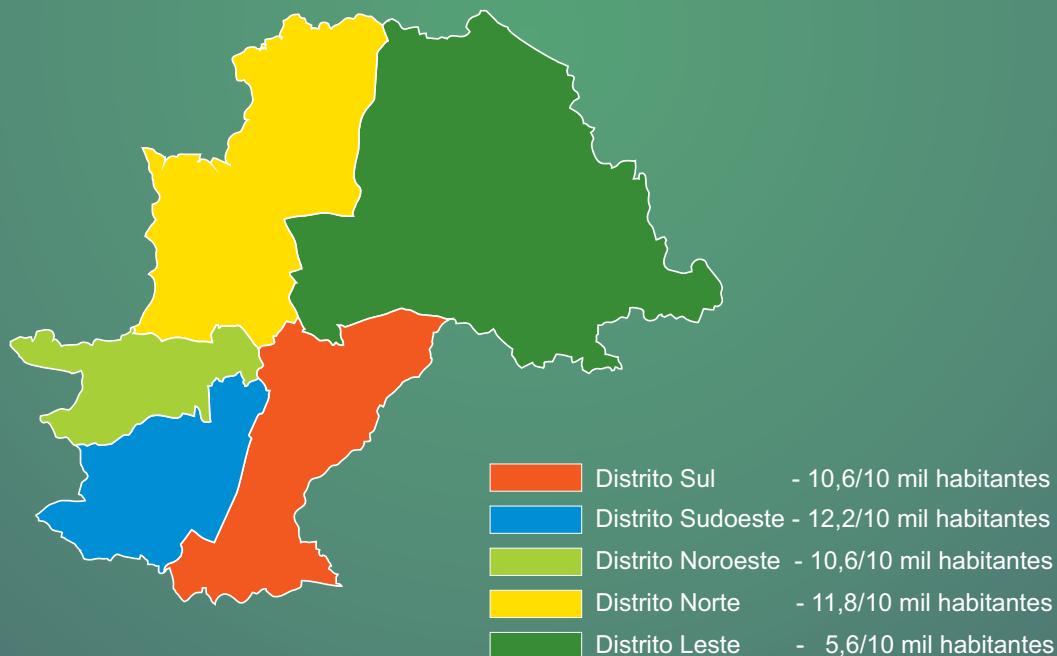 Distrito Sul - 10,6/10 mil habitantes
Distrito Sudoeste - 12,2/10 mil habitantes
Distrito Noroeste - 10,6/10 mil habitantes
Distrito Norte - 11,8/10 mil habitantes
Distrito Leste - 5,6/10 mil habitantes